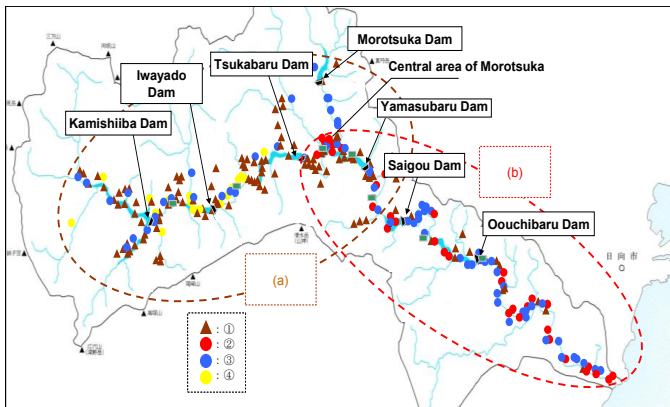 Morotsuka Dam
Tsukabaru Dam
Central area of Morotsuka
Iwayado
Dam
Yamasubaru Dam
Kamishiiba Dam
Saigou Dam
(b)
Oouchibaru Dam
日向市
(a)
: ①
: ②
: ③
: ④